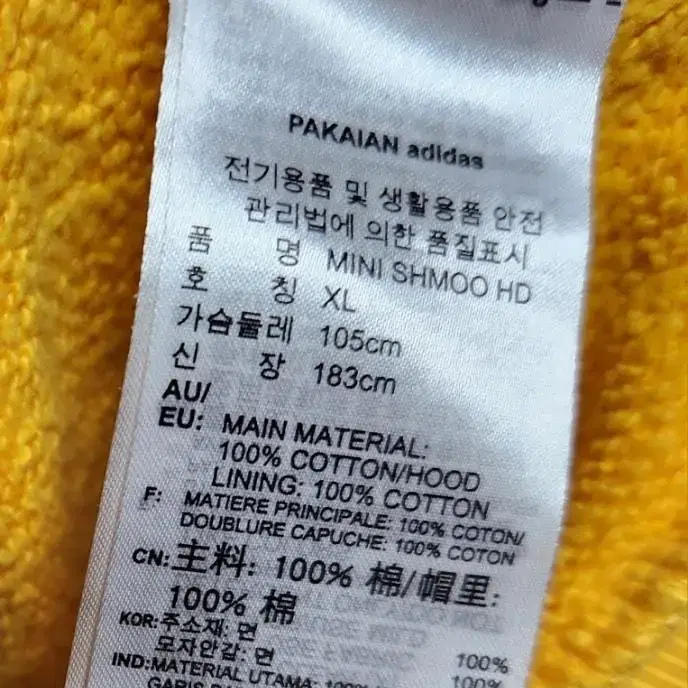 PAKAIAN adidas
전기용품 및 생활용품 안전
관리법에 의한 품질표시
품 명 MINI SHMOO HD
호 칭 XL
가슴둘레 105cm
신 장 183cm
AU/
EU: MAIN MATERIAL:
100% COTTON/HOOD
LINING: 100% COTTON
F: MATIERE PRINCIPALE: 100% COTON/
DOUBLURE CAPUCHE: 100% COTON
CN: 主料: 100% 棉/帽里:
100% 棉
KOR: 주소재: 면 100%
모자안감: 면 100%
IND: MATERIAL UTAMA: 100%
GARIS